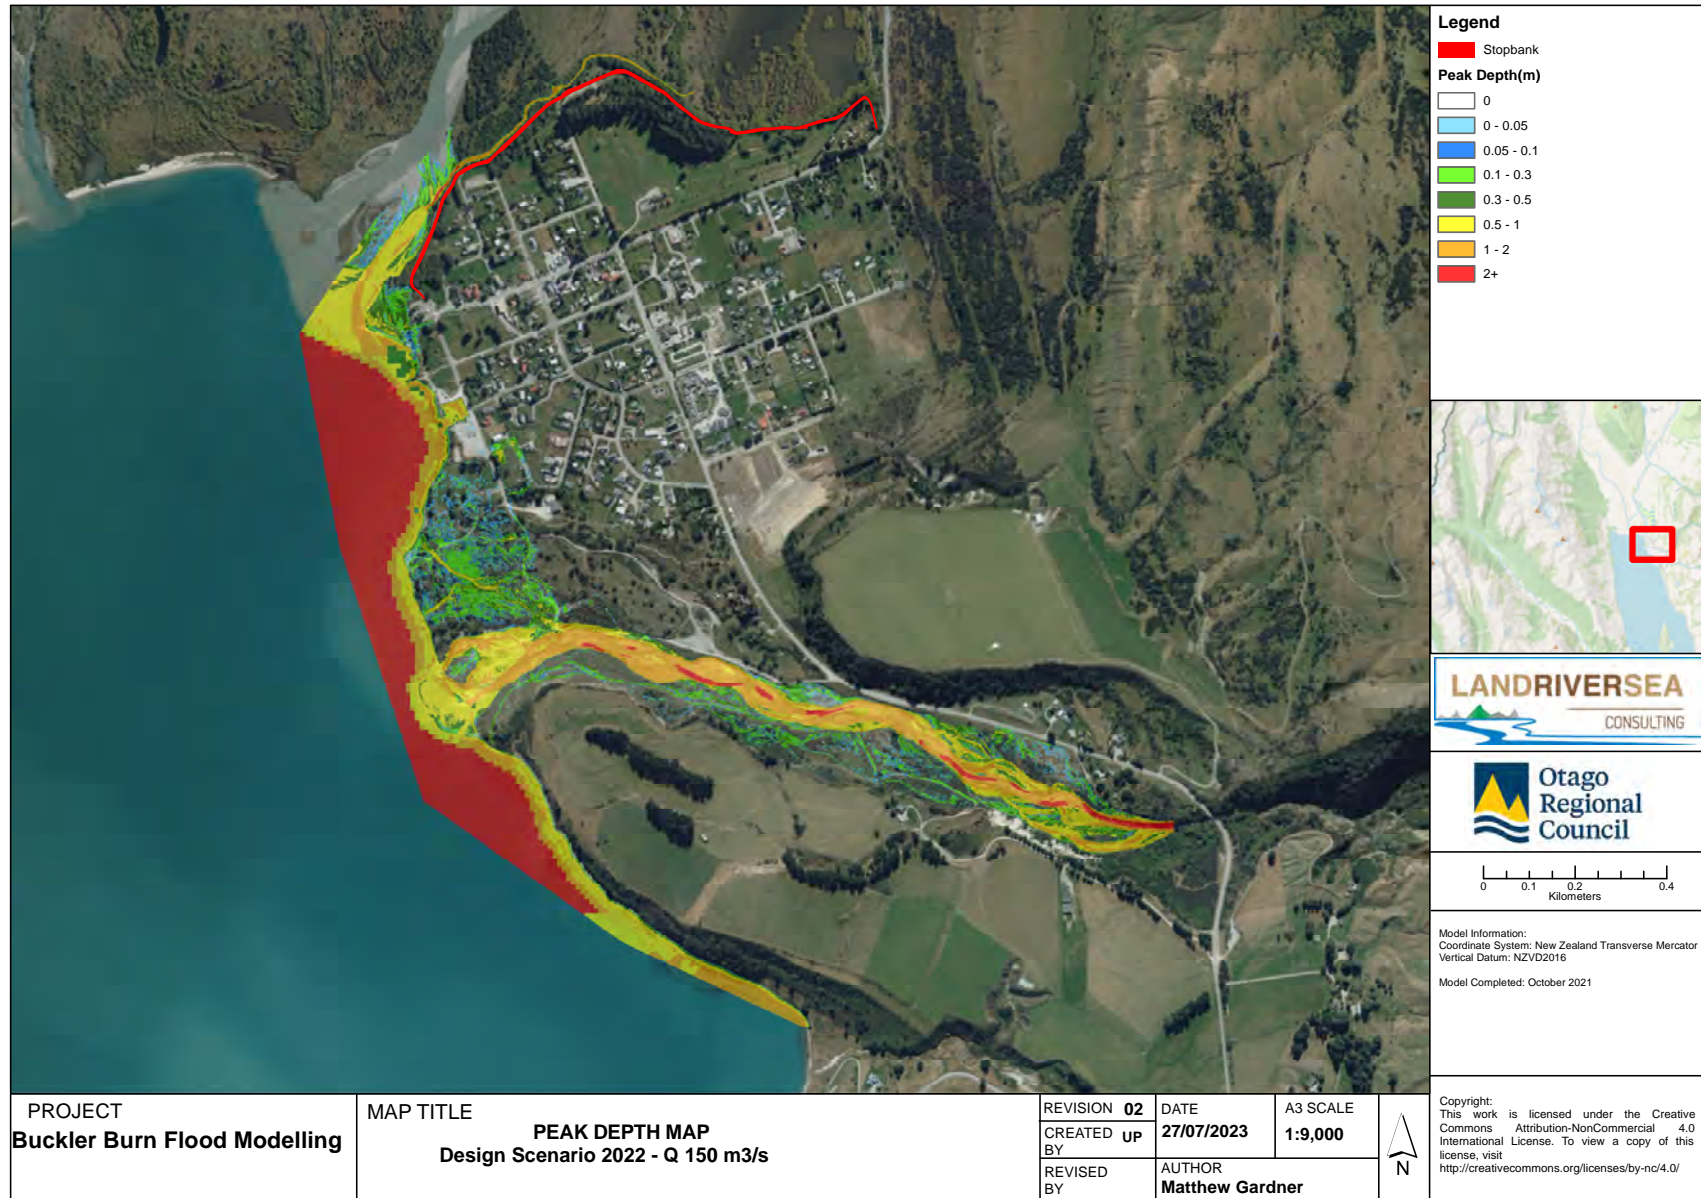 Legend
Stopbank
Peak Depth(m)
0
0 - 0.05
0.05 - 0.1
0.1 - 0.3
0.3 - 0.5
0.5 - 1
1 - 2
2+
LANDRIVERSEA
CONSULTING
Otago
Regional
Council
0 0.1 0.2 0.4
Kilometers
Model Information:
Coordinate System: New Zealand Transverse Mercator
Vertical Datum: NZVD2016
Model Completed: October 2021
Copyright:
This work is licensed under the Creative
Commons Attribution-NonCommercial 4.0
International License. To view a copy of this
license, visit
http://creativecommons.org/licenses/by-nc/4.0/
PROJECT
Buckler Burn Flood Modelling
MAP TITLE
PEAK DEPTH MAP
Design Scenario 2022 - Q 150 m3/s
REVISION 02
CREATED BY UP
REVISED BY
DATE
27/07/2023
A3 SCALE
1:9,000
AUTHOR
Matthew Gardner
N